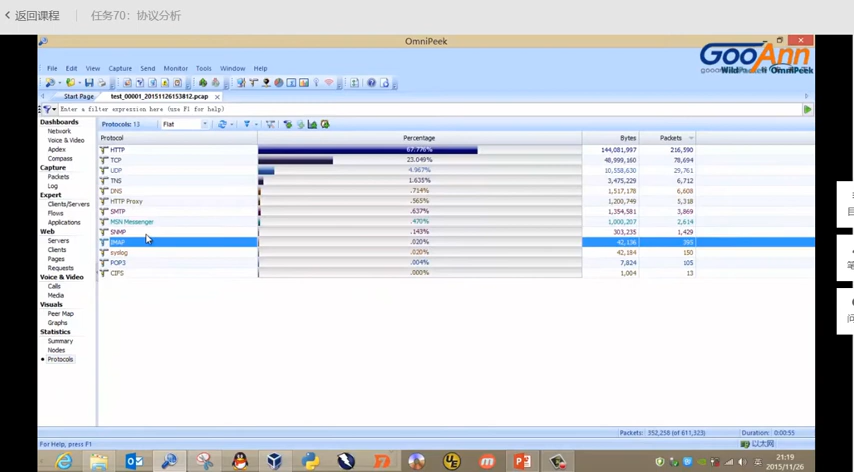 返回课程 任务70：协议分析
OmniPeek
GooAnn
WildPackets OmniPeek
File Edit View Capture Send Monitor Tools Window Help
Start Page test_00001_20151126153812.pcap
Enter a filter expression here (use F1 for help)
Dashboards
Network
Voice & Video
Apdex
Compass
Capture
Packets
Log
Expert
Clients/Servers
Flows
Applications
Web
Servers
Clients
Pages
Requests
Voice & Video
Calls
Media
Visuals
Peer Map
Graphs
Statistics
Summary
Nodes
Protocols
Protocols: 13 Flat
Protocol Percentage Bytes Packets
HTTP 67.776% 144,081,997 216,590
TCP 23.049% 48,999,160 78,694
UDP 4.967% 10,558,630 29,761
TNS 1.635% 3,475,229 6,712
DNS .714% 1,517,178 6,608
HTTP Proxy .565% 1,200,749 5,318
SMTP .637% 1,354,581 3,869
MSN Messenger .470% 1,000,207 2,614
SNMP .143% 303,235 1,429
IMAP .020% 42,136 395
syslog .020% 42,184 150
POP3 .004% 7,824 105
CIFS .000% 1,004 13
Packets: 352,258 (of 611,323) Duration: 0:00:55
For Help, press F1
以太网
21:19
2015/11/26
目
笔
问